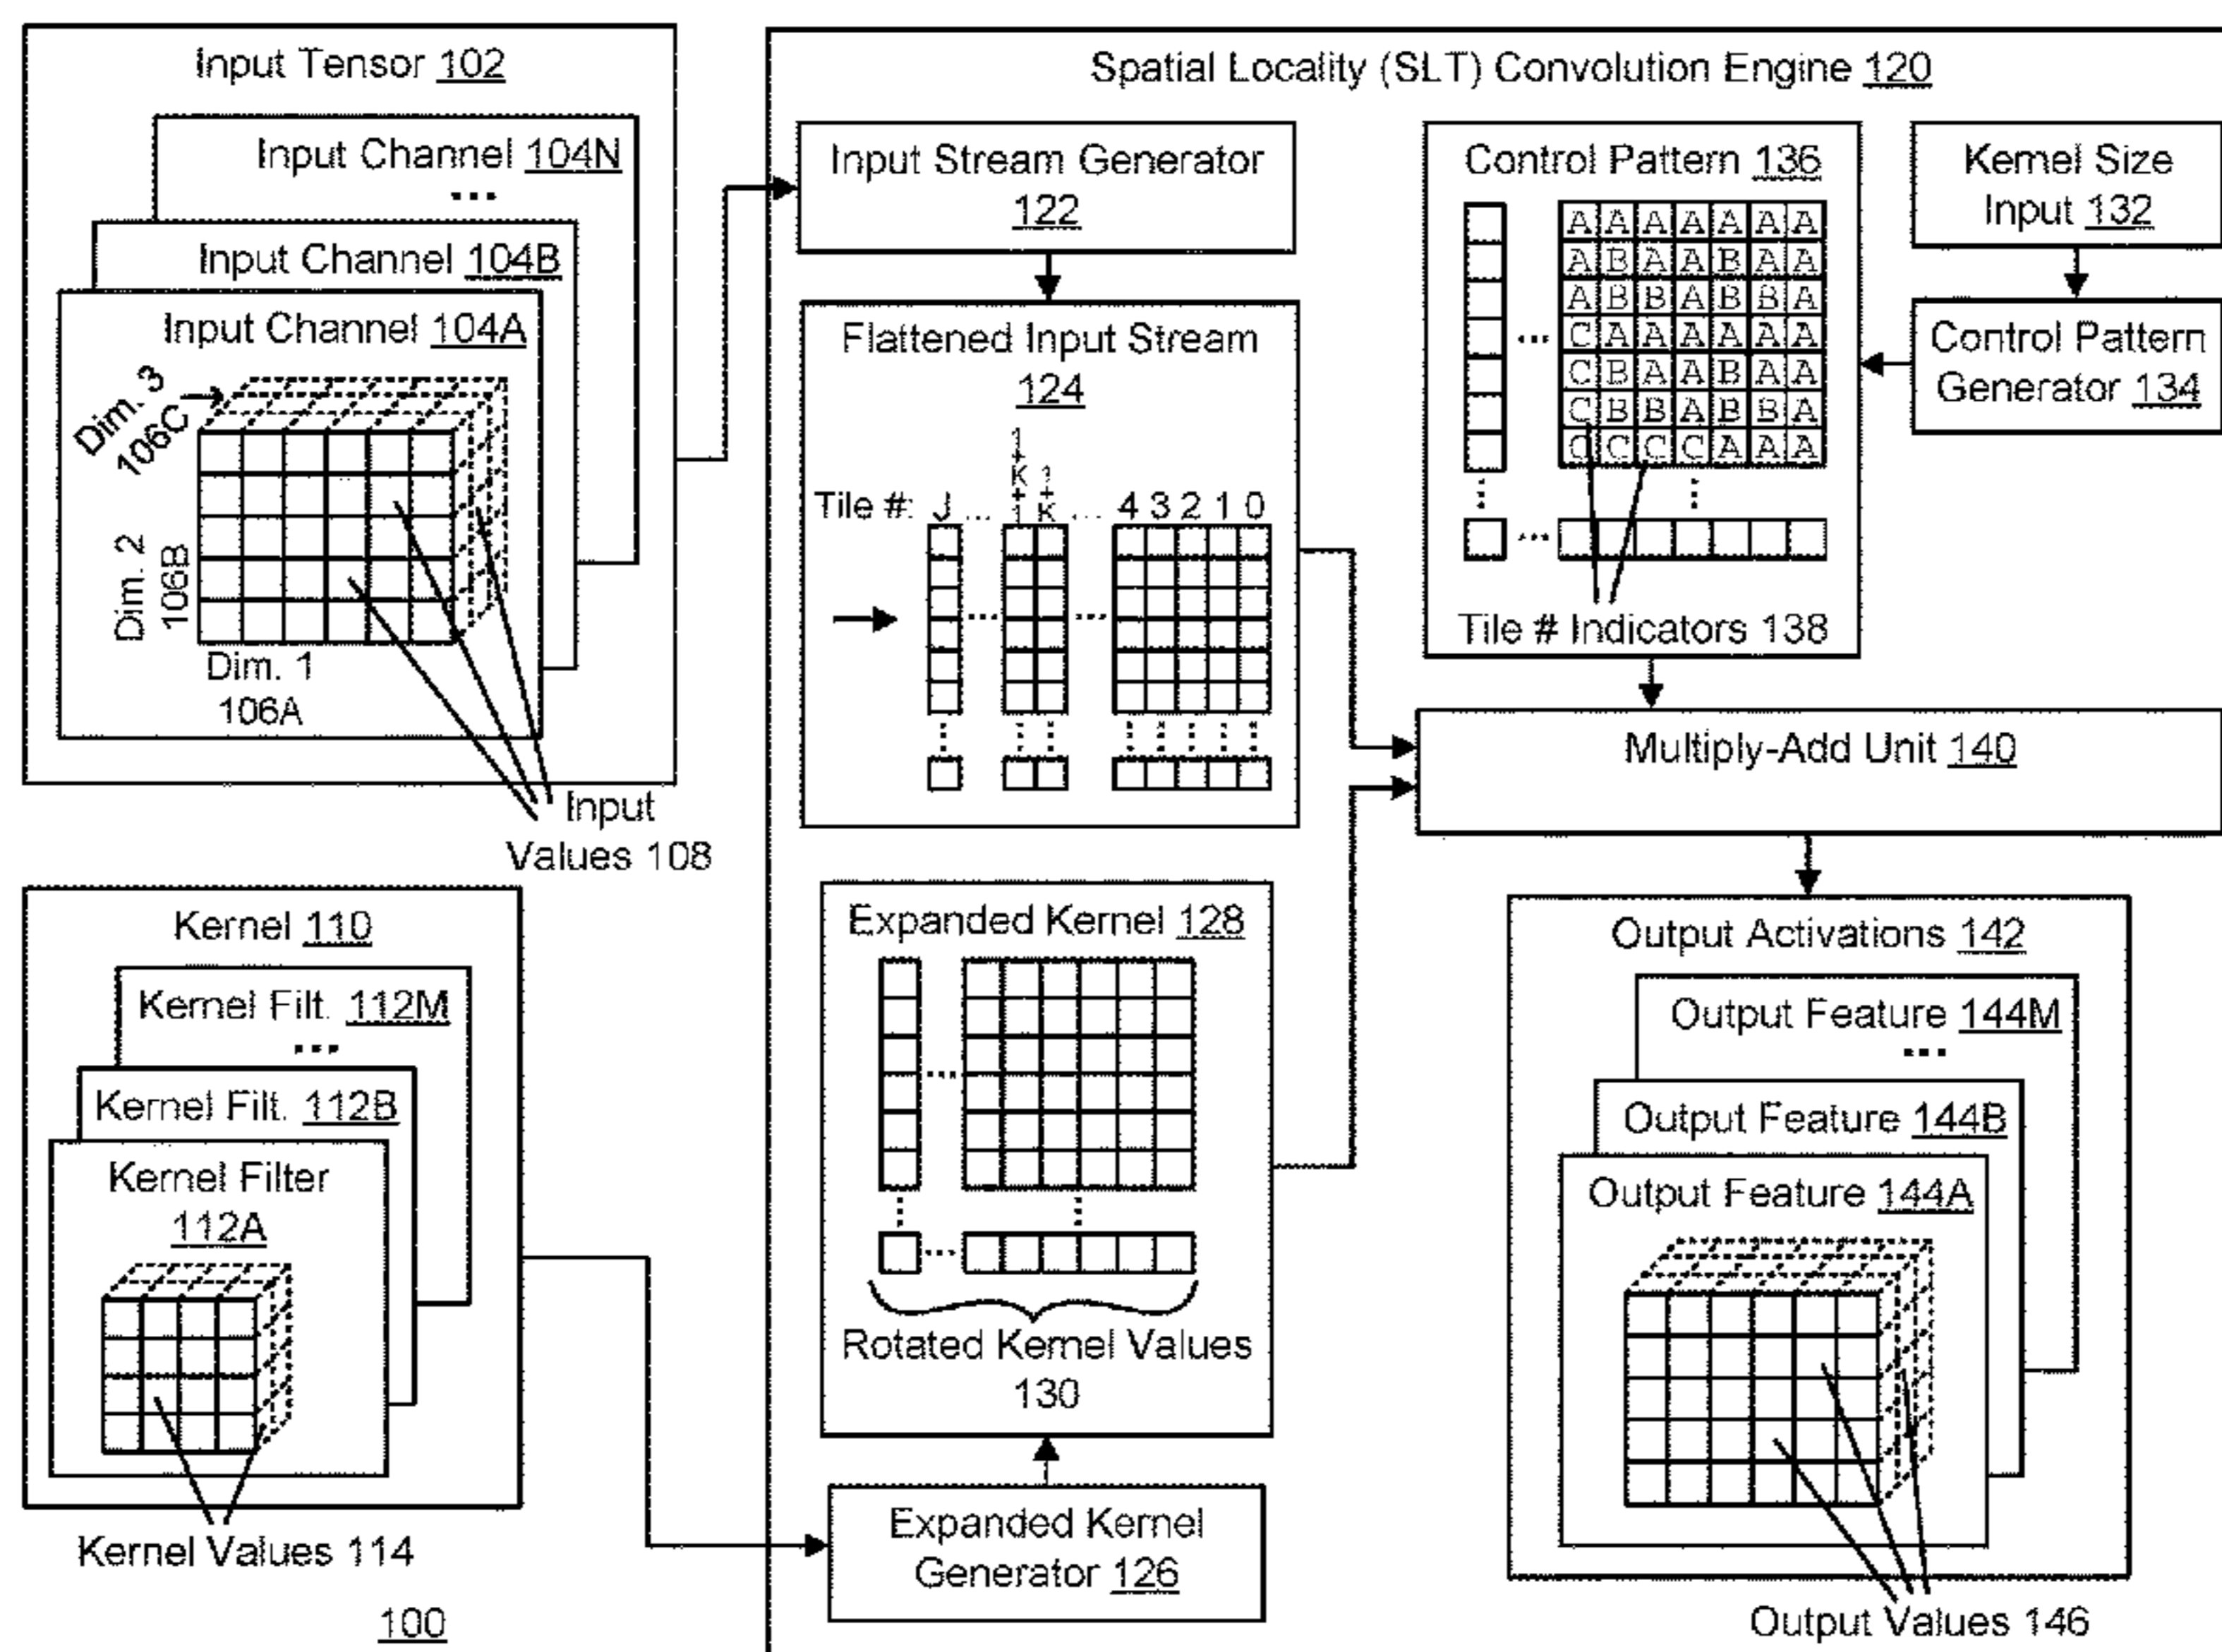 Input Tensor 102
Input Channel 104N
...
Input Channel 104B
Input Channel 104A
Dim. 3
106C
Dim. 2
106B
Dim. 1
106A
Input
Values 108
Kernel 110
Kernel Filt. 112M
...
Kernel Filt. 112B
Kernel Filter
112A
Kernel Values 114
100
Spatial Locality (SLT) Convolution Engine 120
Input Stream Generator
122
Flattened Input Stream
124
Tile #: J ... K+1+1 K+1 ... 4 3 2 1 0
Expanded Kernel 128
Rotated Kernel Values
130
Expanded Kernel
Generator 126
Control Pattern 136
A A A A A A A
A B A A B A A
A B B A B B A
... C A A A A A A
C B A A B A A
C B B A B B A
C C C C A A A
Tile # Indicators 138
Kernel Size
Input 132
Control Pattern
Generator 134
Multiply-Add Unit 140
Output Activations 142
Output Feature 144M
...
Output Feature 144B
Output Feature 144A
Output Values 146